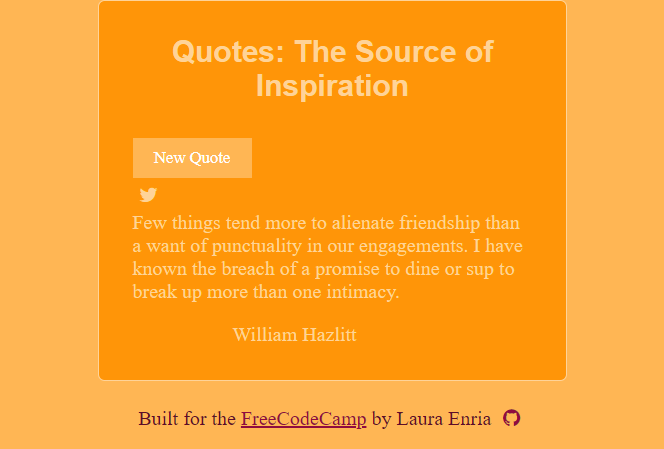 Quotes: The Source of
Inspiration
New Quote
Few things tend more to alienate friendship than
a want of punctuality in our engagements. I have
known the breach of a promise to dine or sup to
break up more than one intimacy.
William Hazlitt
Built for the FreeCodeCamp by Laura Enria